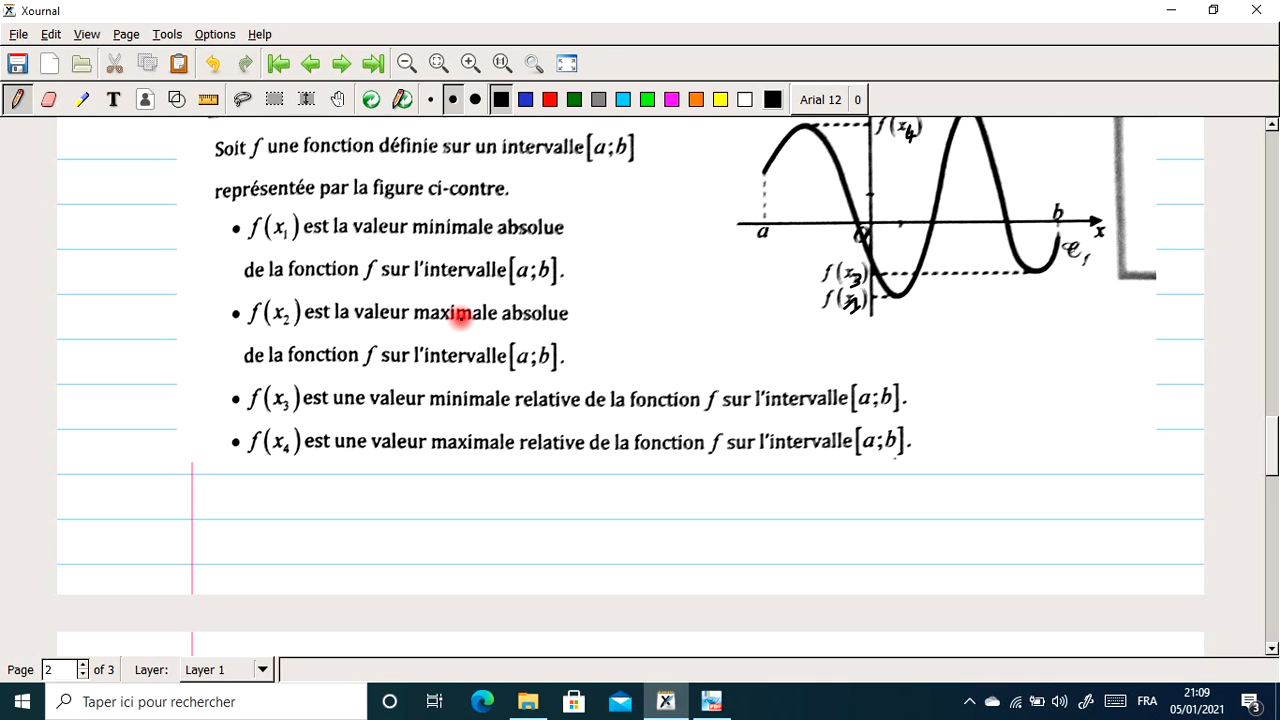 Xournal
File Edit View Page Tools Options Help
Arial 12 0
Soit f une fonction définie sur un intervalle [a;b]
représentée par la figure ci-contre.
• f(x₁) est la valeur minimale absolue
de la fonction f sur l'intervalle [a;b].
• f(x₂) est la valeur maximale absolue
de la fonction f sur l'intervalle [a;b].
• f(x₃) est une valeur minimale relative de la fonction f sur l'intervalle [a;b].
• f(x₄) est une valeur maximale relative de la fonction f sur l'intervalle [a;b].
f(x₄)
b
a
x
f(x₃)
Page 2 of 3 Layer: Layer 1
Taper ici pour rechercher
FRA
21:09
05/01/2021
3